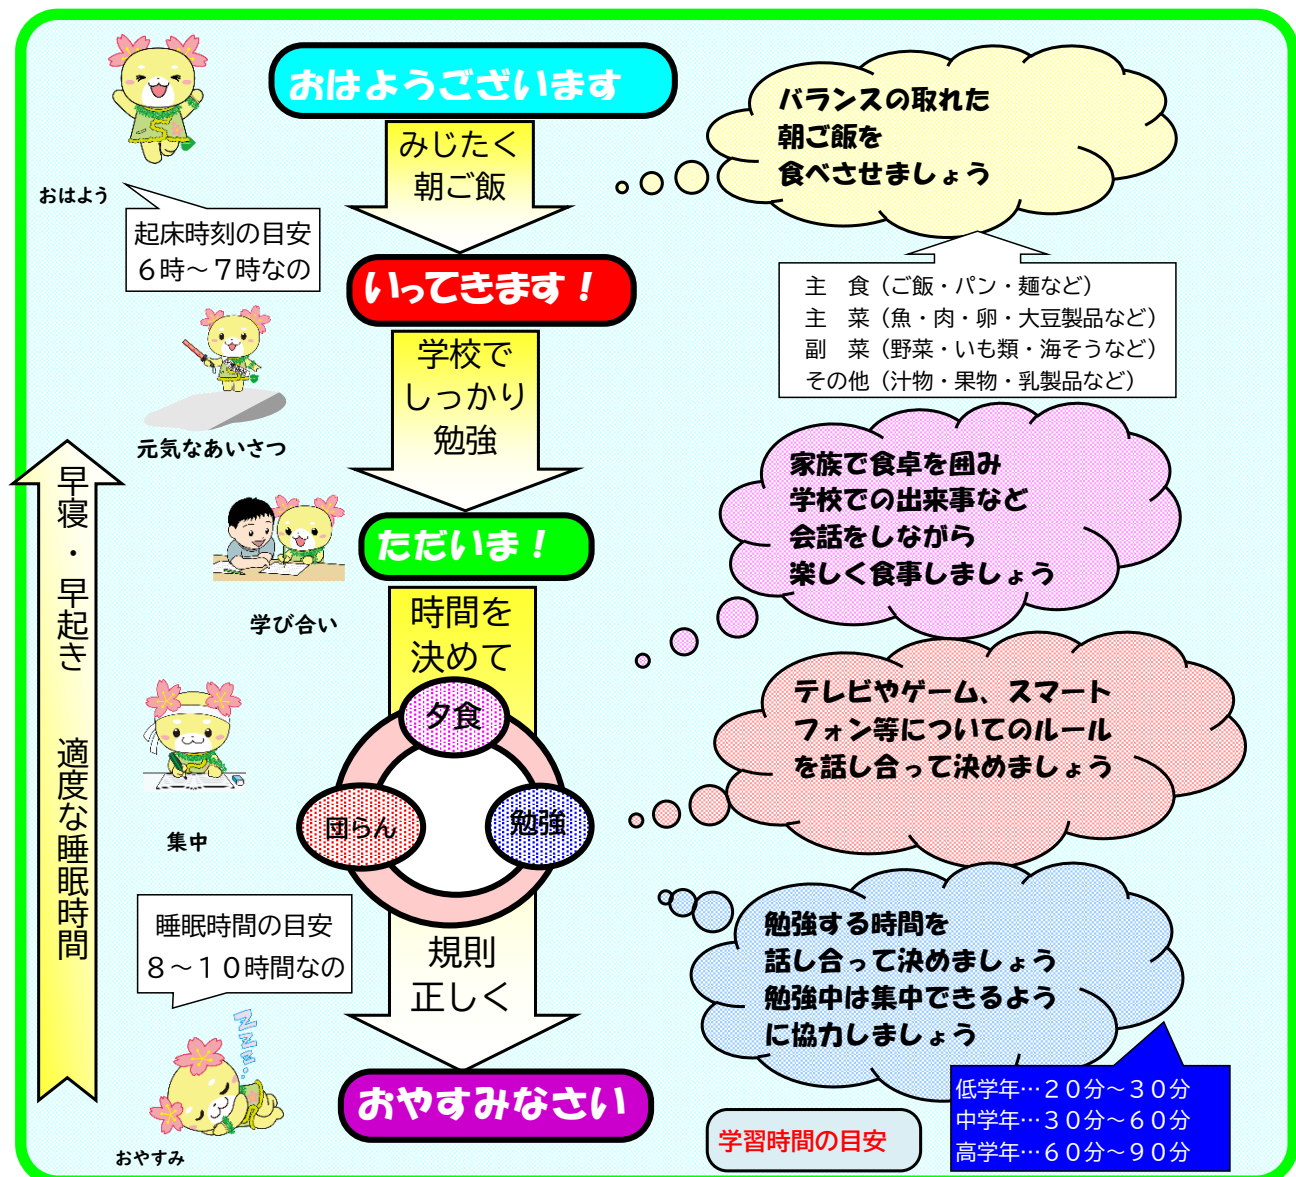 おはようございます
みじたく
朝ご飯
バランスの取れた
朝ご飯を
食べさせましょう
おはよう
起床時刻の目安
６時～７時なの
いってきます！
主　食（ご飯・パン・麺など）
主　菜（魚・肉・卵・大豆製品など）
副　菜（野菜・いも類・海そうなど）
その他（汁物・果物・乳製品など）
学校で
しっかり
勉強
元気なあいさつ
家族で食卓を囲み
学校での出来事など
会話をしながら
楽しく食事しましょう
早寝・早起き　適度な睡眠時間
ただいま！
学び合い
時間を
決めて
夕食
団らん
勉強
テレビやゲーム、スマート
フォン等についてのルール
を話し合って決めましょう
集中
睡眠時間の目安
８～１０時間なの
規則
正しく
勉強する時間を
話し合って決めましょう
勉強中は集中できるよう
に協力しましょう
ZZZ..
おやすみなさい
おやすみ
学習時間の目安
低学年…２０分～３０分
中学年…３０分～６０分
高学年…６０分～９０分